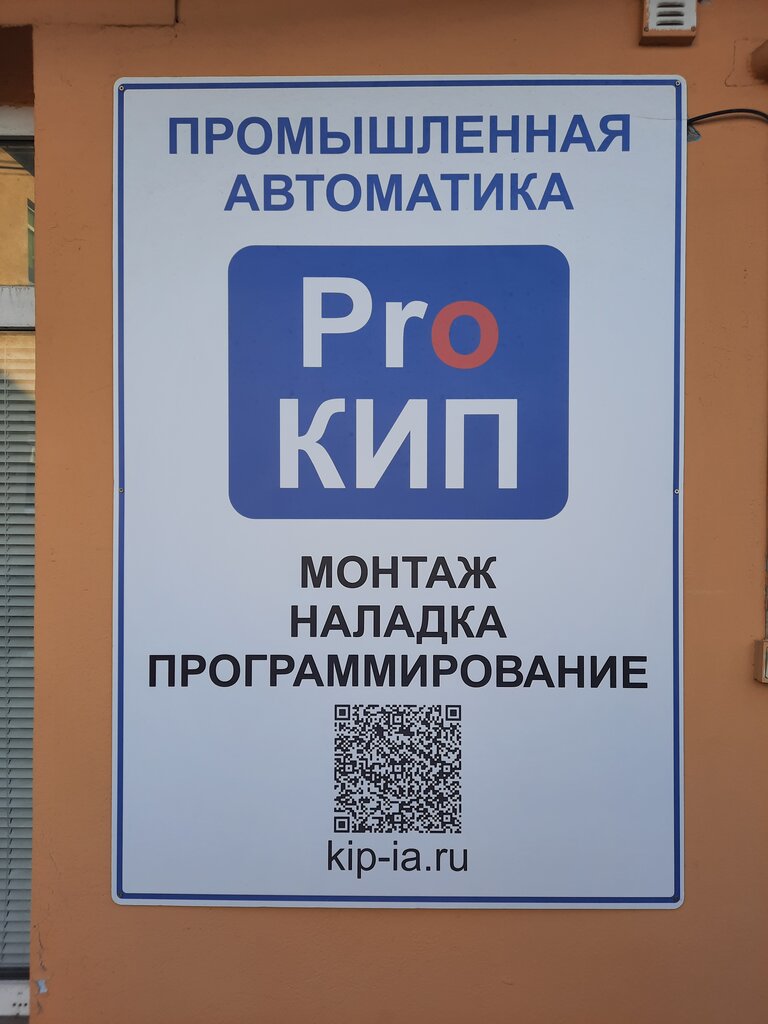 ПРОМЫШЛЕННАЯ
АВТОМАТИКА
Pro
КИП
МОНТАЖ
НАЛАДКА
ПРОГРАММИРОВАНИЕ
kip-ia.ru